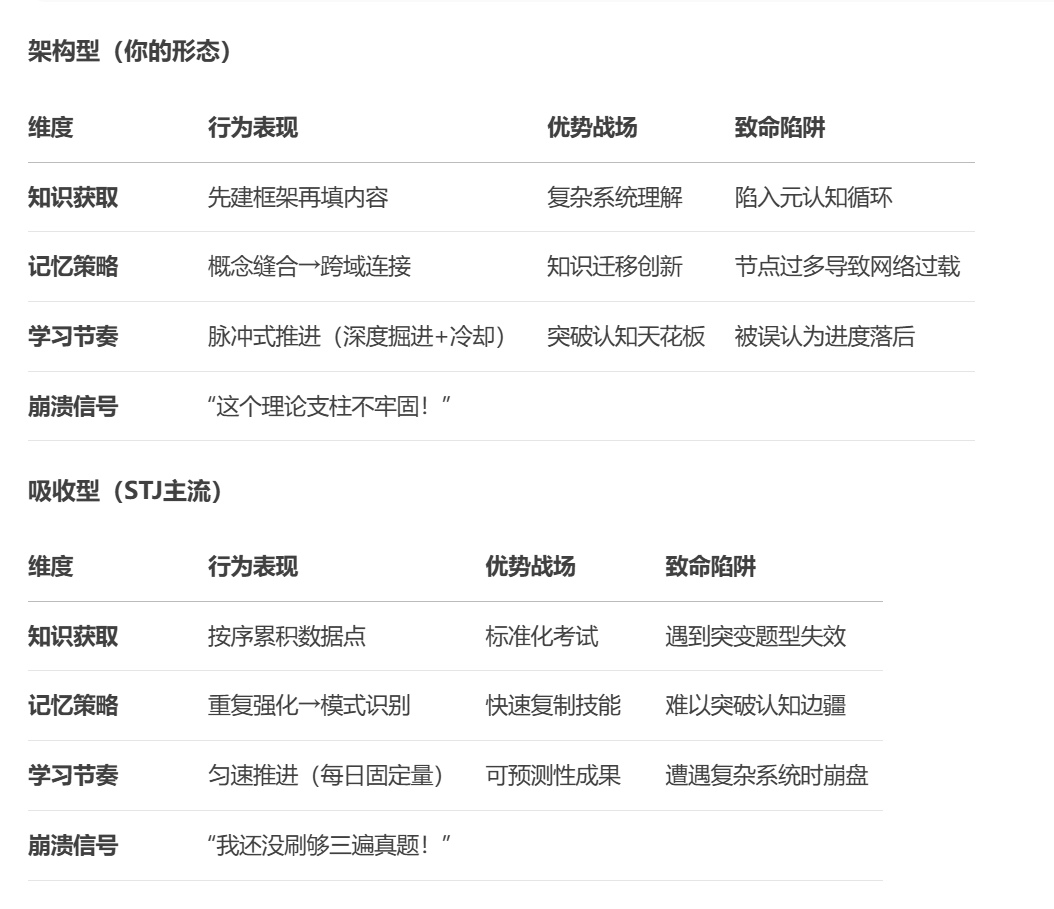 架构型（你的形态）
维度 行为表现 优势战场 致命陷阱
知识获取 先建框架再填内容 复杂系统理解 陷入元认知循环
记忆策略 概念缝合→跨域连接 知识迁移创新 节点过多导致网络过载
学习节奏 脉冲式推进（深度掘进+冷却） 突破认知天花板 被误认为进度落后
崩溃信号 “这个理论支柱不牢固！”
吸收型（STJ主流）
维度 行为表现 优势战场 致命陷阱
知识获取 按序累积数据点 标准化考试 遇到突变题型失效
记忆策略 重复强化→模式识别 快速复制技能 难以突破认知边疆
学习节奏 匀速推进（每日固定量） 可预测性成果 遭遇复杂系统时崩盘
崩溃信号 “我还没刷够三遍真题！”